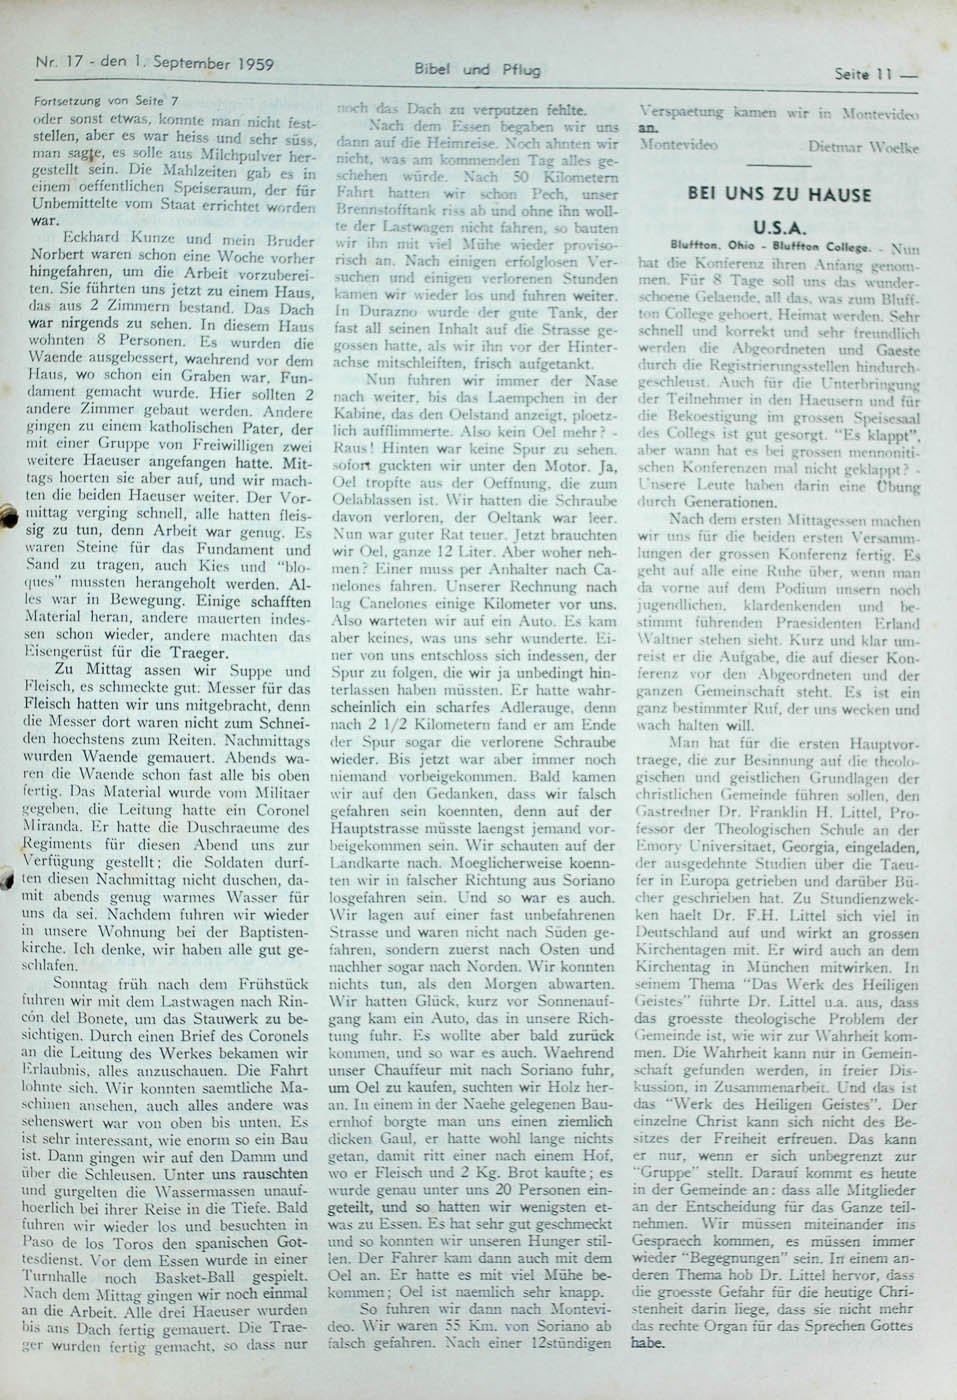 Nr. 17 - den 1. September 1959
Bibel und Pflug
Seite 11 —
Fortsetzung von Seite 7
oder sonst etwas, konnte man nicht fest-
stellen, aber es war heiss und sehr süss,
man sagte, es solle aus Milchpulver her-
gestellt sein. Die Mahlzeiten gab es in
einem oeffentlichen Speiseraum, der für
Unbemittelte vom Staat errichtet worden
war.
Eckhard Kunze und mein Bruder
Norbert waren schon eine Woche vorher
hingefahren, um die Arbeit vorzuberei-
ten. Sie führten uns jetzt zu einem Haus,
das aus 2 Zimmern bestand. Das Dach
war nirgends zu sehen. In diesem Haus
wohnten 8 Personen. Es wurden die
Waende ausgebessert, waehrend vor dem
Haus, wo schon ein Graben war, Fun-
dament gemacht wurde. Hier sollten 2
andere Zimmer gebaut werden. Andere
gingen zu einem katholischen Pater, der
mit einer Gruppe von Freiwilligen zwei
weitere Haeuser angefangen hatte. Mit-
tags hoerten sie aber auf, und wir mach-
ten die beiden Haeuser weiter. Der Vor-
mittag verging schnell, alle hatten fleis-
sig zu tun, denn Arbeit war genug. Es
waren Steine für das Fundament und
Sand zu tragen, auch Kies und "blo-
ques" mussten herangeholt werden. Al-
les war in Bewegung. Einige schafften
Material heran, andere mauerten indes-
sen schon wieder, andere machten das
Eisengerüst für die Traeger.
Zu Mittag assen wir Suppe und
Fleisch, es schmeckte gut: Messer für das
Fleisch hatten wir uns mitgebracht, denn
die Messer dort waren nicht zum Schnei-
den hoechstens zum Reiten. Nachmittags
wurden Waende gemauert. Abends wa-
ren die Waende schon fast alle bis oben
fertig. Das Material wurde vom Militaer
gegeben, die Leitung hatte ein Coronel
Miranda. Er hatte die Duschraeume des
Regiments für diesen Abend uns zur
Verfügung gestellt; die Soldaten durf-
ten diesen Nachmittag nicht duschen, da-
mit abends genug warmes Wasser für
uns da sei. Nachdem fuhren wir wieder
in unsere Wohnung bei der Baptisten-
kirche. Ich denke, wir haben alle gut ge-
schlafen.
Sonntag früh nach dem Frühstück
fuhren wir mit dem Lastwagen nach Rin-
cón del Bonete, um das Stauwerk zu be-
sichtigen. Durch einen Brief des Coronels
an die Leitung des Werkes bekamen wir
Erlaubnis, alles anzuschauen. Die Fahrt
lohnte sich. Wir konnten saemtliche Ma-
schinen ansehen, auch alles andere was
sehenswert war von oben bis unten. Es
ist sehr interessant, wie enorm so ein Bau
ist. Dann gingen wir auf den Damm und
über die Schleusen. Unter uns rauschten
und gurgelten die Wassermassen unauf-
hoerlich bei ihrer Reise in die Tiefe. Bald
fuhren wir wieder los und besuchten in
Paso de los Toros den spanischen Got-
tesdienst. Vor dem Essen wurde in einer
Turnhalle noch Basket-Ball gespielt.
Nach dem Mittag gingen wir noch einmal
an die Arbeit. Alle drei Haeuser wurden
bis ans Dach fertig gemauert. Die Trae-
ger wurden fertig gemacht, so dass nur
noch das Dach zu verputzen fehlte.
Nach dem Essen begaben wir uns
dann auf die Heimreise. Noch ahnten wir
nicht, was am kommenden Tag alles ge-
schehen würde. Nach 50 Kilometern
Fahrt hatten wir schon Pech, unser
Brennstofftank riss ab und ohne ihn woll-
te der Lastwagen nicht fahren, so bauten
wir ihn mit viel Mühe wieder proviso-
risch an. Nach einigen erfolglosen Ver-
suchen und einigen verlorenen Stunden
kamen wir wieder los und fuhren weiter.
In Durazno wurde der gute Tank, der
fast all seinen Inhalt auf die Strasse ge-
gossen hatte, als wir ihn vor der Hinter-
achse mitschleiften, frisch aufgetankt.
Nun fuhren wir immer der Nase
nach weiter, bis das Laempchen in der
Kabine, das den Oelstand anzeigt, ploetz-
lich aufflimmerte. Also kein Oel mehr? -
Raus! Hinten war keine Spur zu sehen.
sofort guckten wir unter den Motor. Ja,
Oel tropfte aus der Oeffnung, die zum
Oelablassen ist. Wir hatten die Schraube
davon verloren, der Oeltank war leer.
Nun war guter Rat teuer. Jetzt brauchten
wir Oel, ganze 12 Liter. Aber woher neh-
men? Einer muss per Anhalter nach Ca-
nelones fahren. Unserer Rechnung nach
lag Canelones einige Kilometer vor uns.
Also warteten wir auf ein Auto. Es kam
aber keines, was uns sehr wunderte. Ei-
ner von uns entschloss sich indessen, der
Spur zu folgen, die wir ja unbedingt hin-
terlassen haben müssten. Er hatte wahr-
scheinlich ein scharfes Adlerauge, denn
nach 2 1/2 Kilometern fand er am Ende
der Spur sogar die verlorene Schraube
wieder. Bis jetzt war aber immer noch
niemand vorbeigekommen. Bald kamen
wir auf den Gedanken, dass wir falsch
gefahren sein koennten, denn auf der
Hauptstrasse müsste laengst jemand vor-
beigekommen sein. Wir schauten auf der
Landkarte nach. Moeglicherweise koenn-
ten wir in falscher Richtung aus Soriano
losgefahren sein. Und so war es auch.
Wir lagen auf einer fast unbefahrenen
Strasse und waren nicht nach Süden ge-
fahren, sondern zuerst nach Osten und
nachher sogar nach Norden. Wir konnten
nichts tun, als den Morgen abwarten.
Wir hatten Glück, kurz vor Sonnenauf-
gang kam ein Auto, das in unsere Rich-
tung fuhr. Es wollte aber bald zurück
kommen, und so war es auch. Waehrend
unser Chauffeur mit nach Soriano fuhr,
um Oel zu kaufen, suchten wir Holz her-
an. In einem in der Naehe gelegenen Bau-
ernhof borgte man uns einen ziemlich
dicken Gaul, er hatte wohl lange nichts
getan, damit ritt einer nach einem Hof,
wo er Fleisch und 2 Kg. Brot kaufte; es
wurde genau unter uns 20 Personen ein-
geteilt, und so hatten wir wenigsten et-
was zu Essen. Es hat sehr gut geschmeckt
und so konnten wir unseren Hunger stil-
len. Der Fahrer kam dann auch mit dem
Oel an. Er hatte es mit viel Mühe be-
kommen; Oel ist naemlich sehr knapp.
So fuhren wir dann nach Montevi-
deo. Wir waren 55 Km. von Soriano ab
falsch gefahren. Nach einer 12stündigen
Verspaetung kamen wir in Montevideo
an.
Montevideo Dietmar Woelke
BEI UNS ZU HAUSE
U.S.A.
Bluffton, Ohio - Bluffton College. - Nun
hat die Konferenz ihren Anfang genom-
men. Für 8 Tage soll uns das wunder-
schoene Gelaende, all das, was zum Bluff-
ton College gehoert, Heimat werden. Sehr
schnell und korrekt und sehr freundlich
werden die Abgeordneten und Gaeste
durch die Registrierungsstellen hindurch-
geschleust. Auch für die Unterbringung
der Teilnehmer in den Haeusern und für
die Bekoestigung im grossen Speisesaal
des Collegs ist gut gesorgt. "Es klappt",
aber wann hat es bei grossen mennoniti-
schen Konferenzen mal nicht geklappt? -
Unsere Leute haben darin eine Übung
durch Generationen.
Nach dem ersten Mittagessen machen
wir uns für die beiden ersten Versamm-
lungen der grossen Konferenz fertig. Es
geht auf alle eine Ruhe über, wenn man
da vorne auf dem Podium unsern noch
jugendlichen, klardenkenden und be-
stimmt führenden Praesidenten Erland
Waltner stehen sieht. Kurz und klar um-
reist er die Aufgabe, die auf dieser Kon-
ferenz vor den Abgeordneten und der
ganzen Gemeinschaft steht. Es ist ein
ganz bestimmter Ruf, der uns wecken und
wach halten will.
Man hat für die ersten Hauptvor-
traege, die zur Besinnung auf die theolo-
gischen und geistlichen Grundlagen der
christlichen Gemeinde führen sollen, den
Gastredner Dr. Franklin H. Littel, Pro-
fessor der Theologischen Schule an der
Emory Universitaet, Georgia, eingeladen,
der ausgedehnte Studien über die Taeu-
fer in Europa getrieben und darüber Bü-
cher geschrieben hat. Zu Studienzwek-
ken haelt Dr. F.H. Littel sich viel in
Deutschland auf und wirkt an grossen
Kirchentagen mit. Er wird auch an dem
Kirchentag in München mitwirken. In
seinem Thema "Das Werk des Heiligen
Geistes" führte Dr. Littel u.a. aus, dass
das groesste theologische Problem der
Gemeinde ist, wie wir zur Wahrheit kom-
men. Die Wahrheit kann nur in Gemein-
schaft gefunden werden, in freier Dis-
kussion, in Zusammenarbeit. Und das ist
das "Werk des Heiligen Geistes". Der
einzelne Christ kann sich nicht des Be-
sitzes der Freiheit erfreuen. Das kann
er nur, wenn er sich unbegrenzt zur
"Gruppe" stellt. Darauf kommt es heute
in der Gemeinde an: dass alle Mitglieder
an der Entscheidung für das Ganze teil-
nehmen. Wir müssen miteinander ins
Gespraech kommen, es müssen immer
wieder "Begegnungen" sein. In einem an-
deren Thema hob Dr. Littel hervor, dass
die groesste Gefahr für die heutige Chri-
stenheit darin liege, dass sie nicht mehr
das rechte Organ für das Sprechen Gottes
habe.